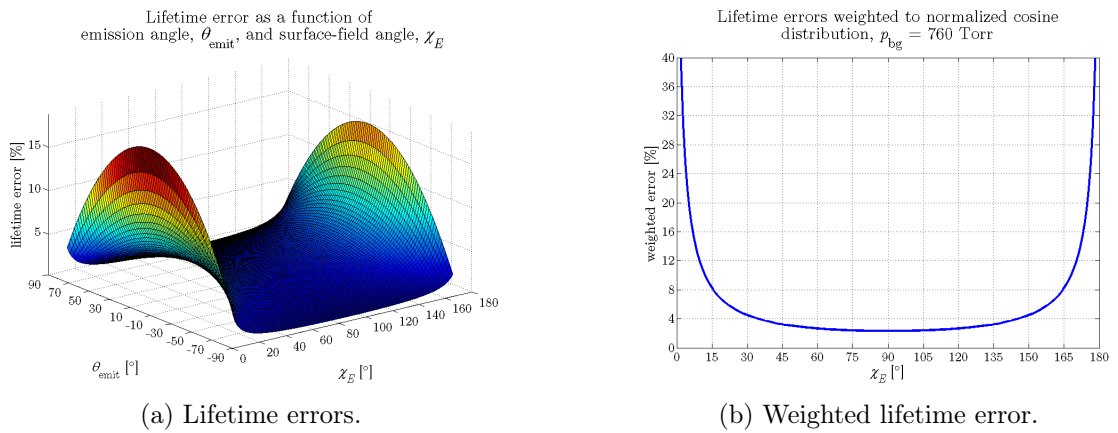 Lifetime error as a function of
emission angle, θ_emit, and surface-field angle, χ_E
lifetime error [%]
15
10
5
90
70
50
30
10
-10
-30
-50
-70
-90
θ_emit [°]
0
20
40
60
80
100
120
140
160
180
χ_E [°]
(a) Lifetime errors.
Lifetime errors weighted to normalized cosine
distribution, p_bg = 760 Torr
weighted error [%]
40
36
32
28
24
20
16
12
8
4
0
0 15 30 45 60 75 90 105 120 135 150 165 180
χ_E [°]
(b) Weighted lifetime error.